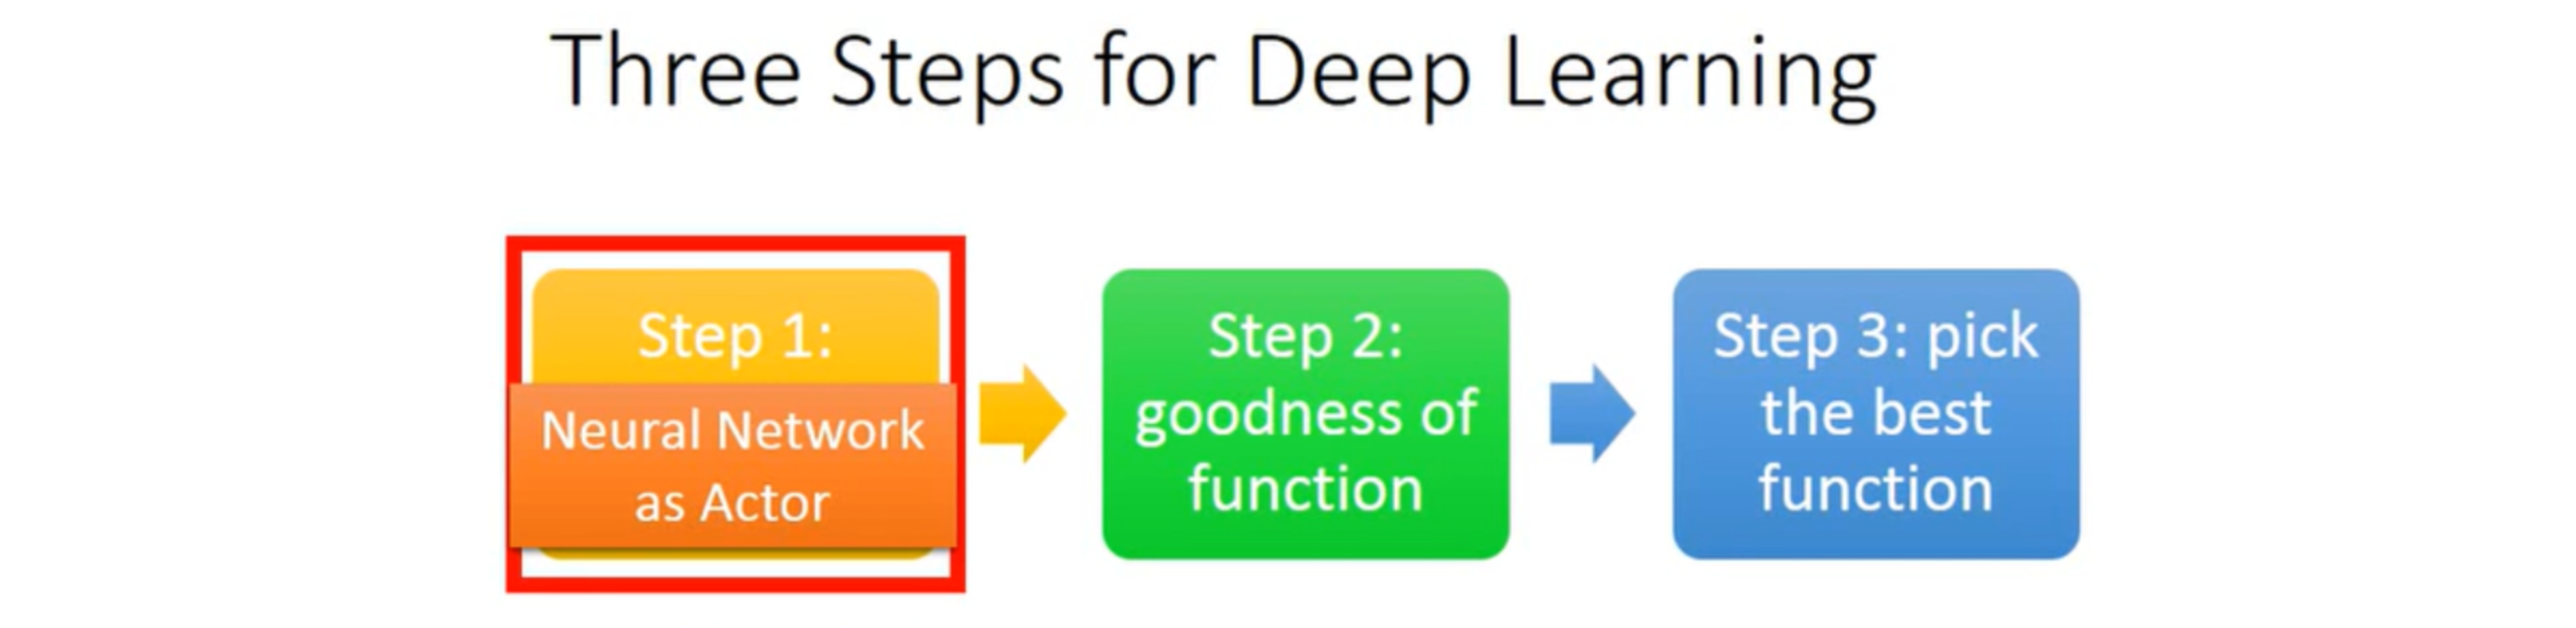 Three Steps for Deep Learning
Step 1:
Neural Network
as Actor
Step 2:
goodness of
function
Step 3: pick
the best
function